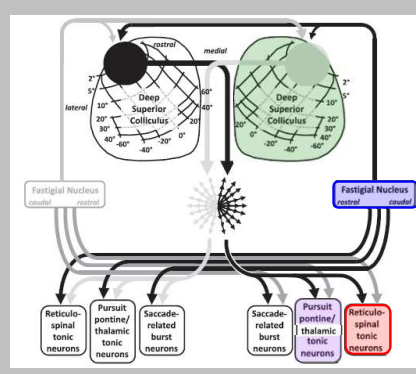 rostral
medial
lateral
2°
5°
10°
20°
30°
40°
-60°
-40°
-20°
0°
20°
40°
60°
Deep
Superior
Colliculus
2°
5°
10°
20°
30°
40°
-60°
-40°
-20°
0°
20°
Deep
Superior
Colliculus
Fastigial Nucleus
caudal rostral
Fastigial Nucleus
rostral caudal
Reticulo-
spinal
tonic
neurons
Pursuit
pontine/
thalamic
tonic
neurons
Saccade-
related
burst
neurons
Saccade-
related
burst
neurons
Pursuit
pontine/
thalamic
tonic
neurons
Reticulo-
spinal
tonic
neurons